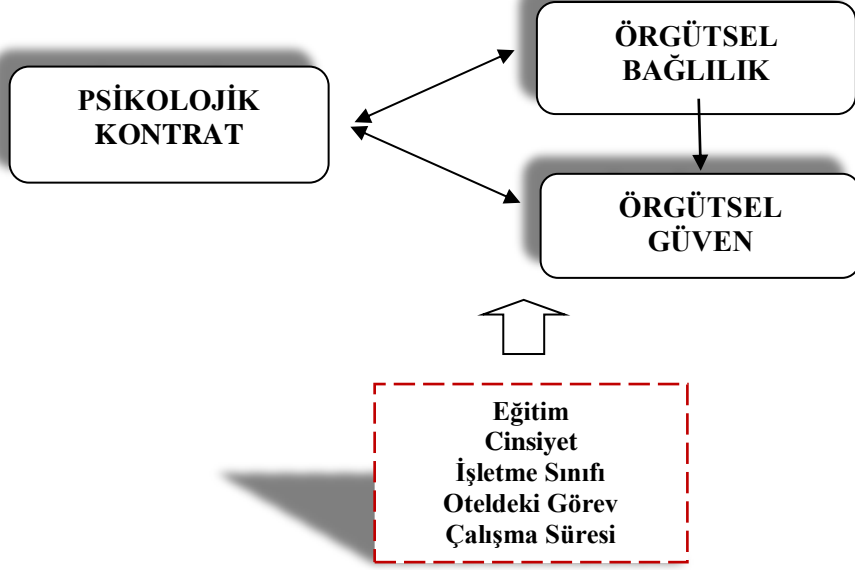 PSİKOLOJİK
KONTRAT
ÖRGÜTSEL
BAĞLILIK
ÖRGÜTSEL
GÜVEN
Eğitim
Cinsiyet
İşletme Sınıfı
Oteldeki Görev
Çalışma Süresi